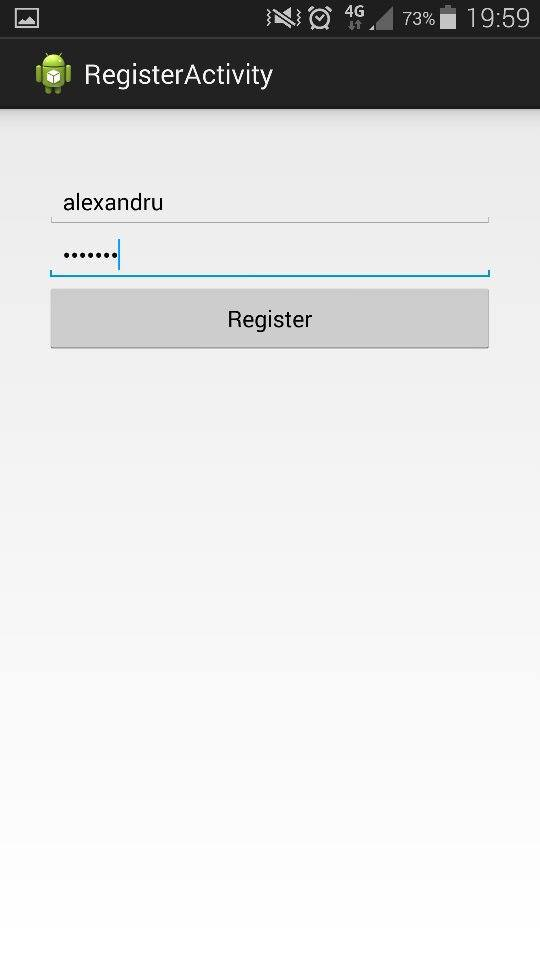 4G 73% 19:59
RegisterActivity
alexandru
•••••••
Register